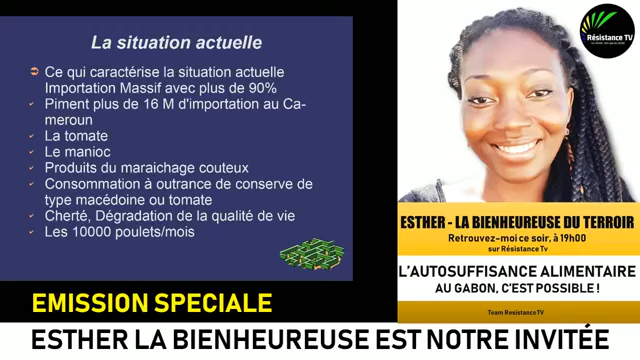 La situation actuelle
Ce qui caractérise la situation actuelle
Importation Massif avec plus de 90%
Piment plus de 16 M d'importation au Ca-
meroun
La tomate
Le manioc
Produits du maraichage couteux
Consommation à outrance de conserve de
type macédoine ou tomate
Cherté, Dégradation de la qualité de vie
Les 10000 poulets/mois
Résistance TV
ESTHER - LA BIENHEUREUSE DU TERROIR
Retrouvez-moi ce soir, à 19h00
sur Résistance Tv
L'AUTOSUFFISANCE ALIMENTAIRE
AU GABON, C'EST POSSIBLE !
Team ResistanceTV
EMISSION SPECIALE
ESTHER LA BIENHEUREUSE EST NOTRE INVITÉE